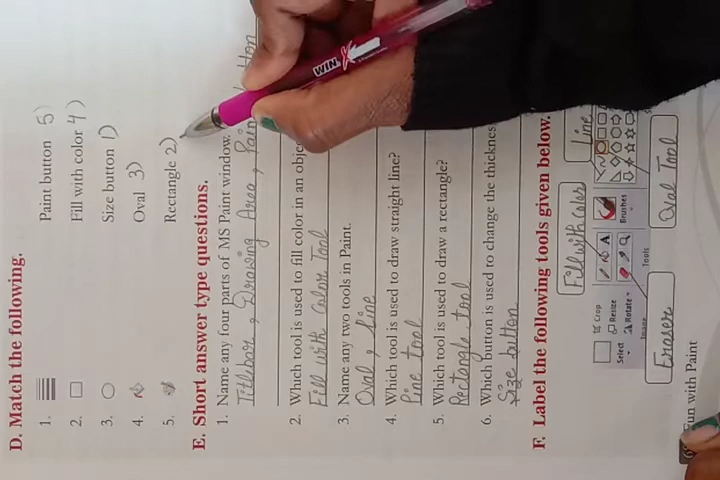 D. Match the following.
1. Paint button 5)
2. Fill with color 4)
3. Size button 1)
4. Oval 3)
5. Rectangle 2)
E. Short answer type questions.
1. Name any four parts of MS Paint window.
Titlebar, Drawing Area, Pain
2. Which tool is used to fill color in an objec
Fill with color Tool
3. Name any two tools in Paint.
Oval, Line
4. Which tool is used to draw straight line?
Line tool
5. Which tool is used to draw a rectangle?
Rectangle tool
6. Which button is used to change the thicknes
Size button
F. Label the following tools given below.
Fill with Color
Line
Select
Crop
Resize
Rotate
Image
A
Tools
Brushes
Eraser
Oval Tool
un with Paint
WIN